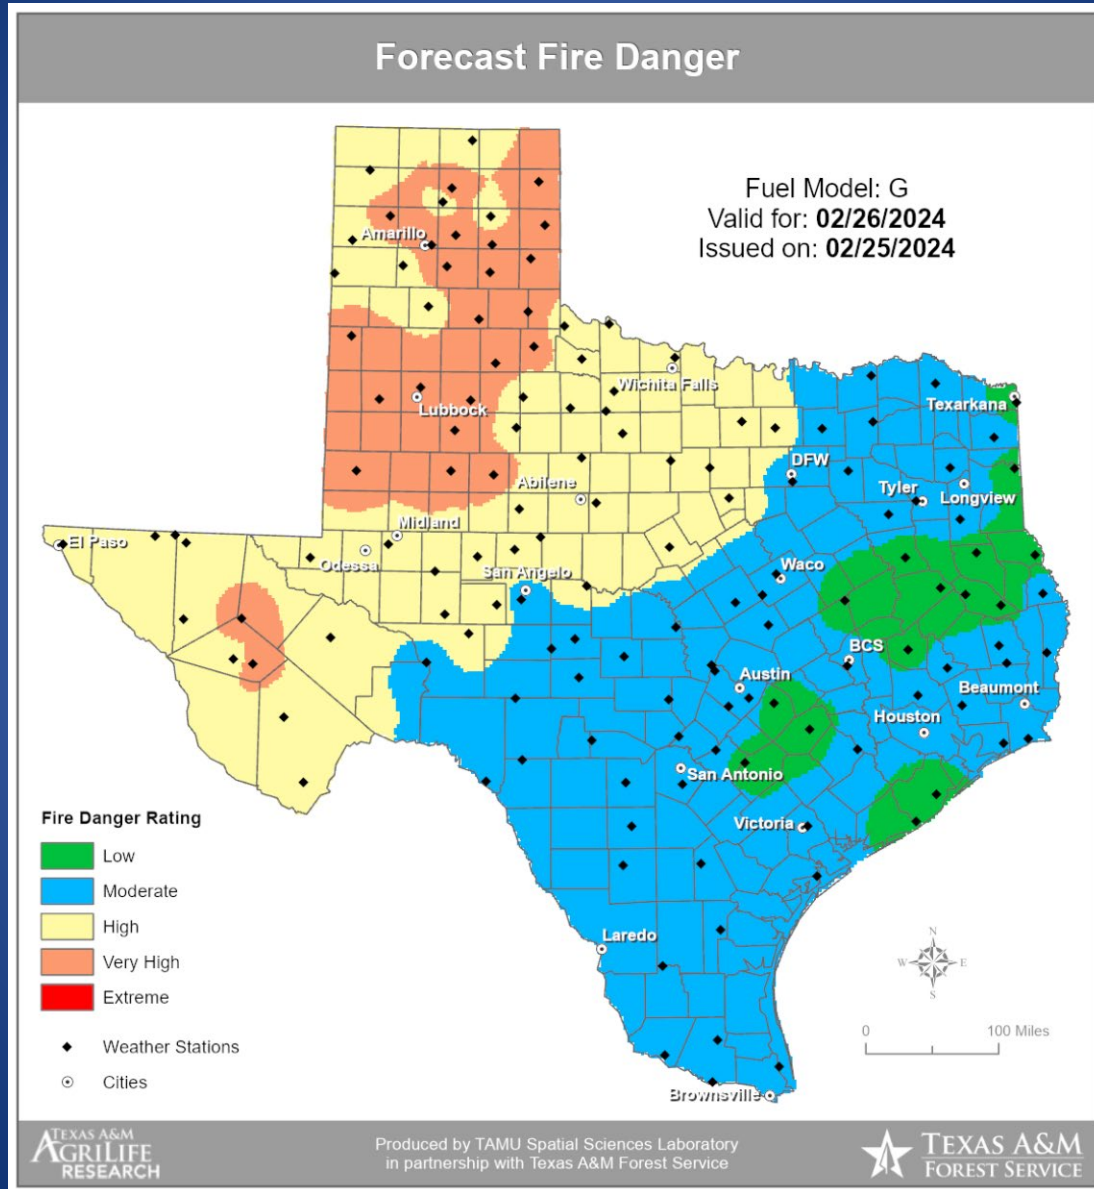 Forecast Fire Danger
Fuel Model: G
Valid for: 02/26/2024
Issued on: 02/25/2024
Amarillo
Wichita Falls
Lubbock
Texarkana
DFW
Abilene
Tyler
Longview
Midland
El Paso
Odessa
San Angelo
Waco
BCS
Austin
Beaumont
Houston
San Antonio
Victoria
Laredo
Brownsville
Fire Danger Rating
Low
Moderate
High
Very High
Extreme
Weather Stations
Cities
N
W E
S
0 100 Miles
TEXAS A&M
AGRILIFE
RESEARCH
Produced by TAMU Spatial Sciences Laboratory
in partnership with Texas A&M Forest Service
TEXAS A&M
FOREST SERVICE